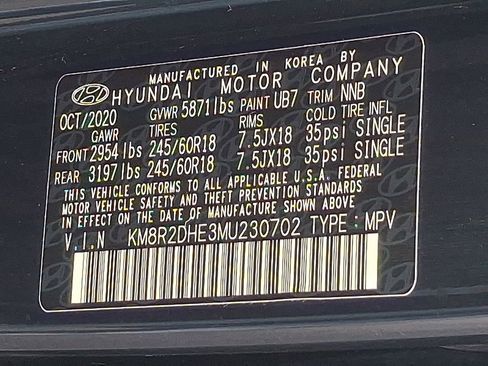 MANUFACTURED IN KOREA BY
HYUNDAI MOTOR COMPANY
OCT/2020 GVWR 5871lbs PAINT UB7 TRIM NNB
GAWR TIRES RIMS COLD TIRE INFL
FRONT 2954lbs 245/60R18 7.5JX18 35psi SINGLE
REAR 3197lbs 245/60R18 7.5JX18 35psi SINGLE
THIS VEHICLE CONFORMS TO ALL APPLICABLE U.S.A. FEDERAL
MOTOR VEHICLE SAFETY AND THEFT PREVENTION STANDARDS
IN EFFECT ON THE DATE OF MANUFACTURE SHOWN ABOVE
V.I.N KM8R2DHE3MU230702 TYPE : MPV